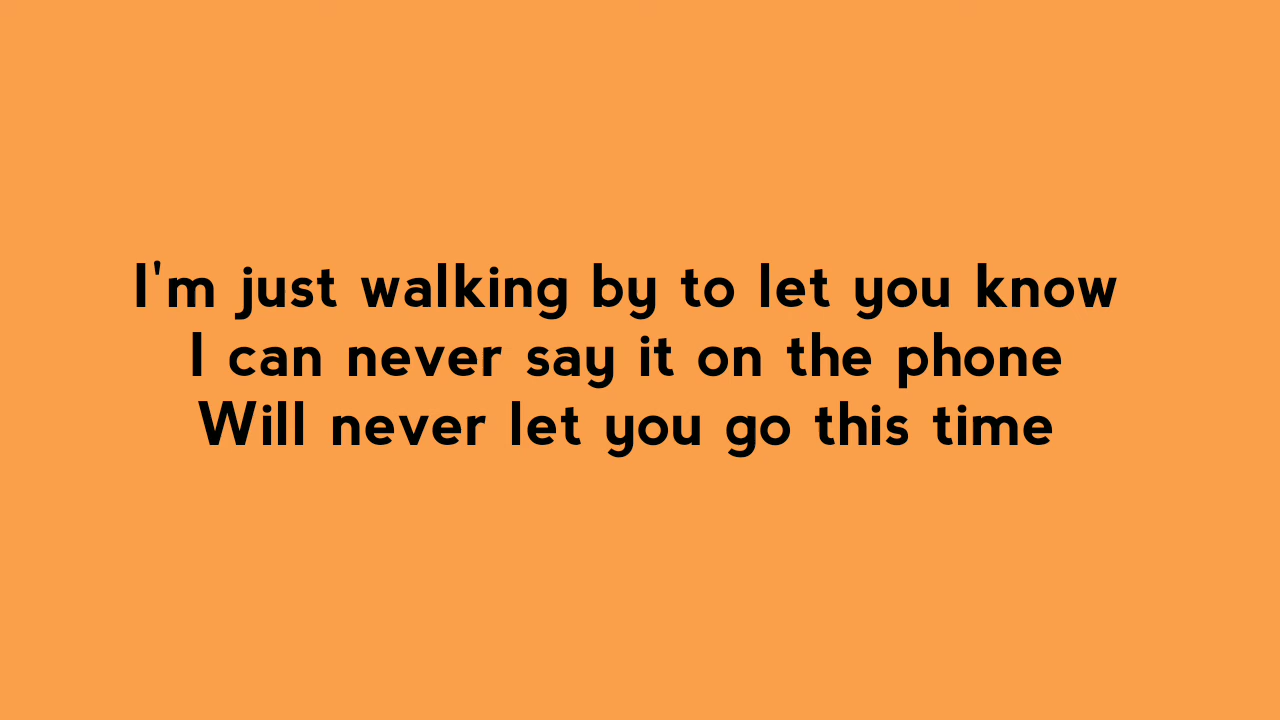 I'm just walking by to let you know
I can never say it on the phone
Will never let you go this time